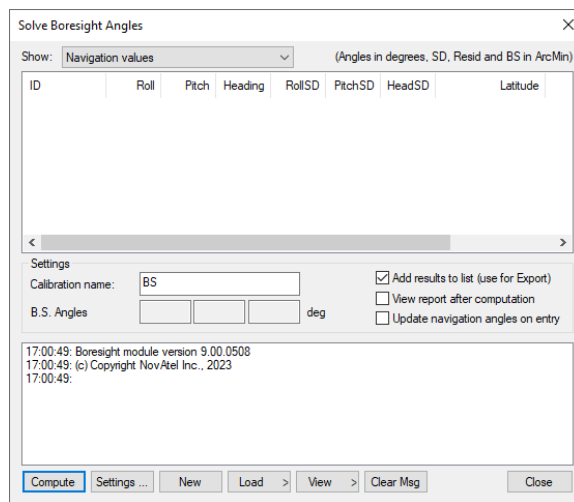 Solve Boresight Angles
Show: Navigation values (Angles in degrees, SD, Resid and BS in ArcMin)
ID Roll Pitch Heading RollSD PitchSD HeadSD Latitude
Settings
Calibration name: BS
B.S. Angles deg
Add results to list (use for Export)
View report after computation
Update navigation angles on entry
17:00:49: Boresight module version 9.00.0508
17:00:49: (c) Copyright NovAtel Inc., 2023
17:00:49:
Compute Settings ... New Load > View > Clear Msg Close